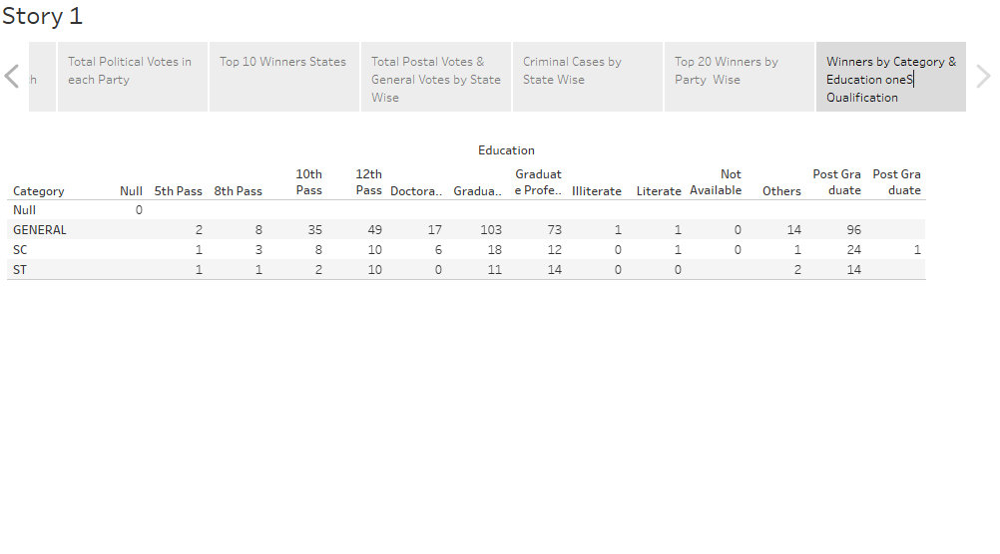 Story 1
h
Total Political Votes in
each Party
Top 10 Winners States
Total Postal Votes &
General Votes by State
Wise
Criminal Cases by
State Wise
Top 20 Winners by
Party Wise
Winners by Category &
Education oneS
Qualification
Education
Category Null 5th Pass 8th Pass 10th Pass 12th Pass Doctora.. Gradua.. Graduat e Profe.. Illiterate Literate Not Available Others Post Gra duate Post Gra duate
Null 0
GENERAL 2 8 35 49 17 103 73 1 1 0 14 96
SC 1 3 8 10 6 18 12 0 1 0 1 24 1
ST 1 1 2 10 0 11 14 0 0 2 14